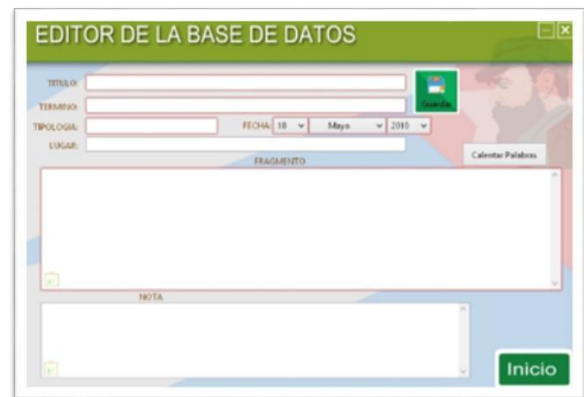 EDITOR DE LA BASE DE DATOS
TITULO:
TERMINO:
Guardar
TIPOLOGIA:
FECHA: 18 Mayo 2010
LUGAR:
Calentar Palabras
FRAGMENTO
NOTA
Inicio